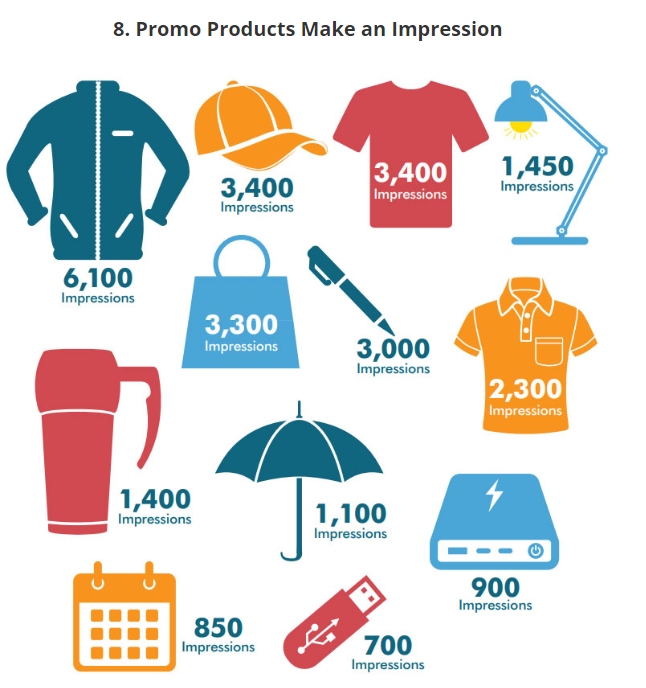 8. Promo Products Make an Impression
6,100
Impressions
3,400
Impressions
3,400
Impressions
1,450
Impressions
3,300
Impressions
3,000
Impressions
2,300
Impressions
1,400
Impressions
1,100
Impressions
900
Impressions
850
Impressions
700
Impressions